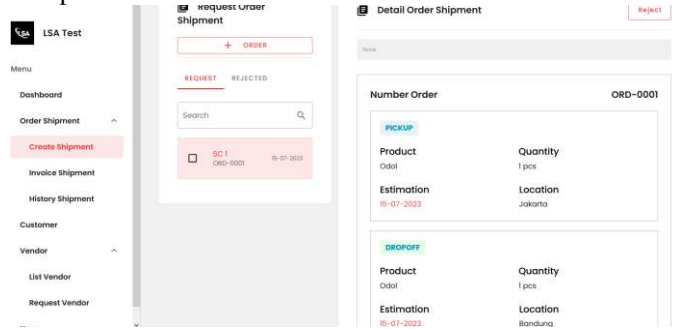 LSA
LSA Test
Menu
Dashboard
Order Shipment
Create Shipment
Invoice Shipment
History Shipment
Customer
Vendor
List Vendor
Request Vendor
Request Order
Shipment
+ ORDER
REQUEST REJECTED
Search
SC 1
ORD-0001
15-07-2023
Detail Order Shipment
Reject
Note
Number Order ORD-0001
PICKUP
Product Quantity
Odol 1 pcs
Estimation Location
15-07-2023 Jakarta
DROPOFF
Product Quantity
Odol 1 pcs
Estimation Location
15-07-2023 Bandung